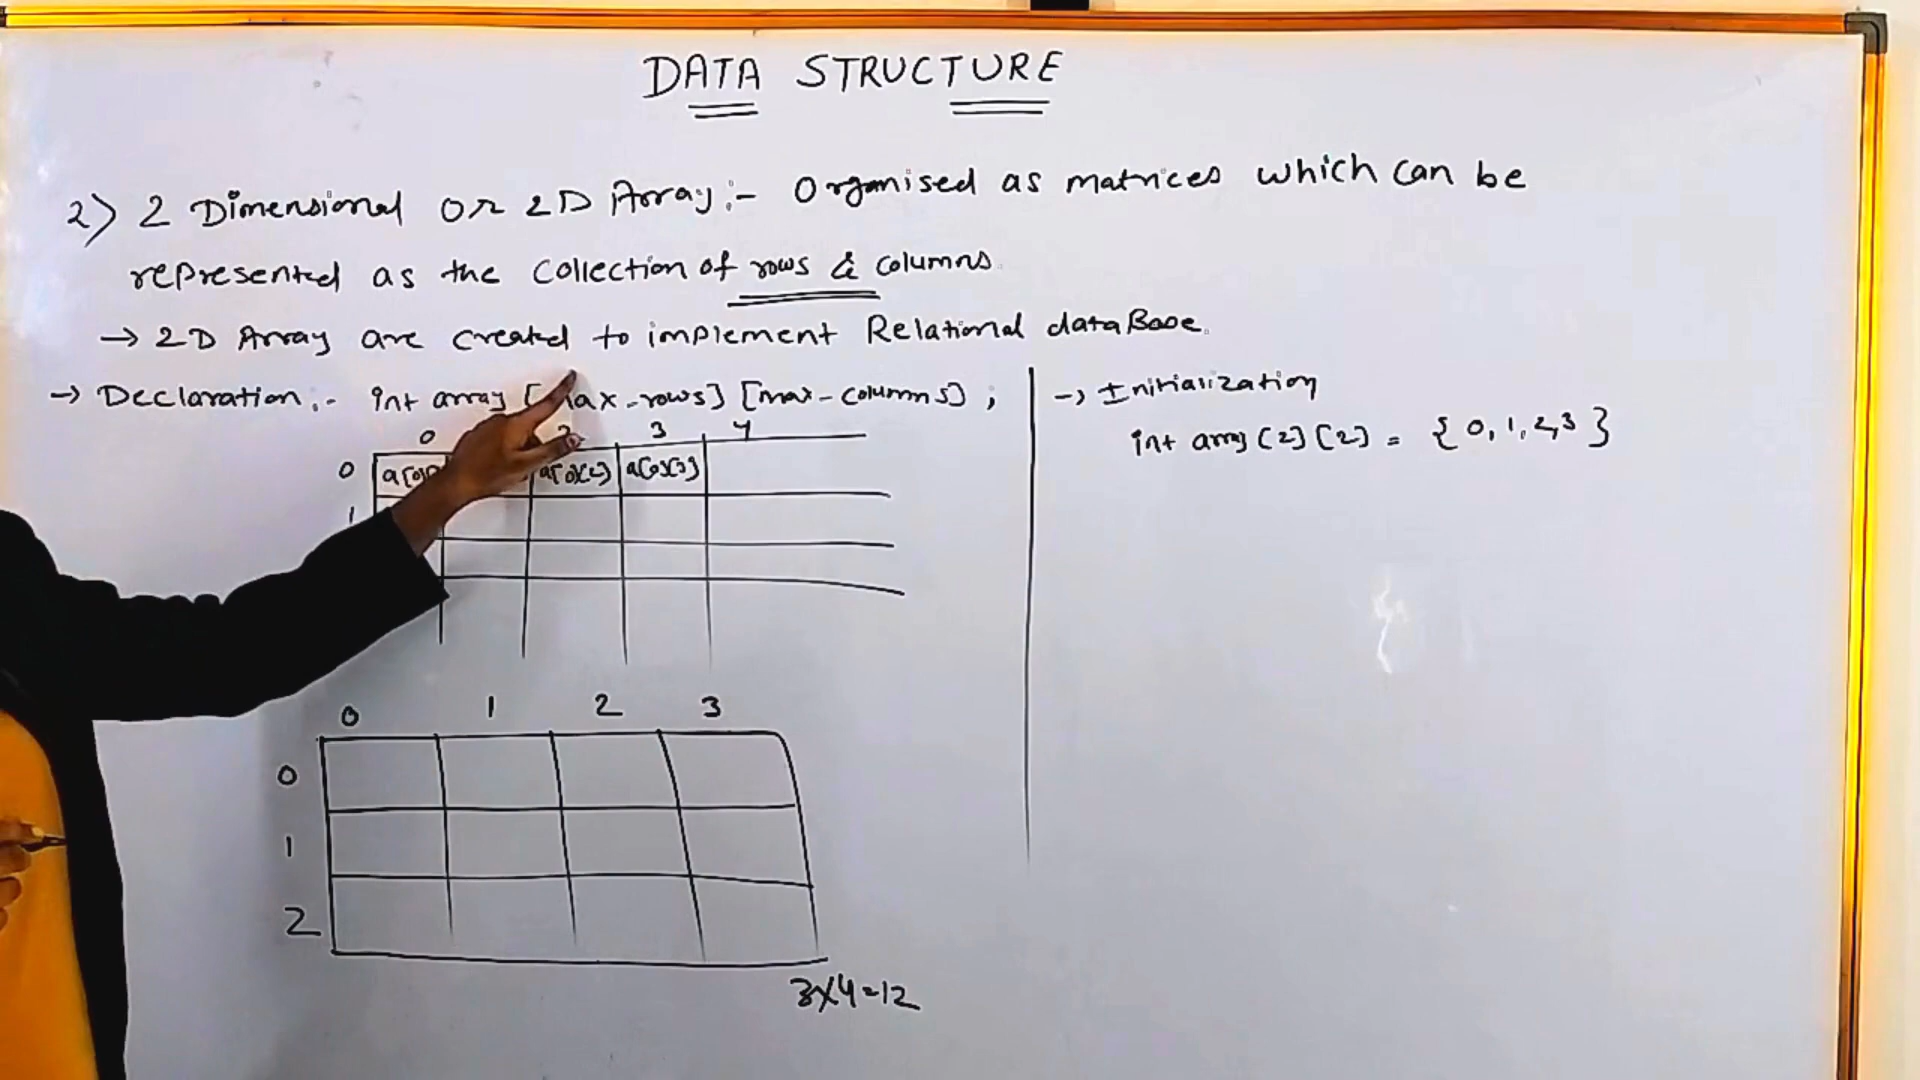 DATA STRUCTURE
2) 2 Dimensional or 2D Array:- Organised as matrices which can be
represented as the collection of rows & columns.
→ 2D Array are created to implement Relational dataBase.
→ Declaration:- int array [max-rows] [max-columns];
0 2 3 4
0 a[0][0 a[0][2] a[0][3]
1
0 1 2 3
0
1
2
3x4=12
→ Initialization
int array [2][2] = {0, 1, 2, 3}